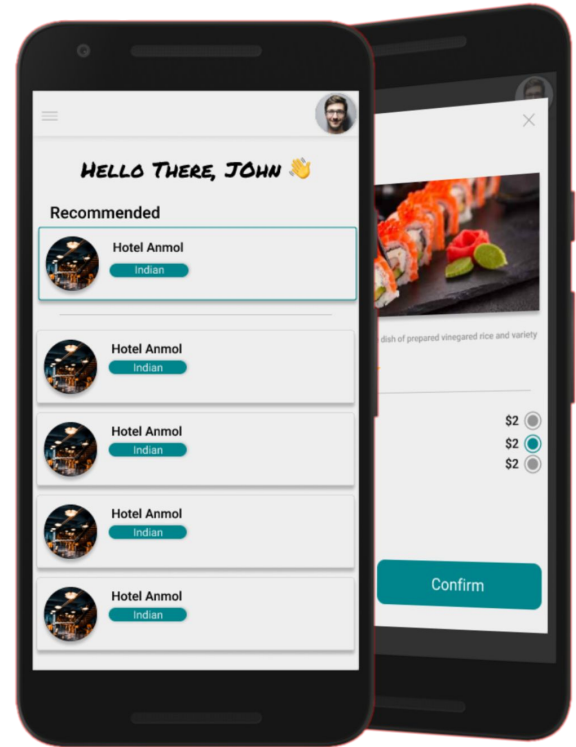 HELLO THERE, JOHN 👋
Recommended
Hotel Anmol
Indian
Hotel Anmol
Indian
Hotel Anmol
Indian
Hotel Anmol
Indian
Hotel Anmol
Indian
dish of prepared vinegared rice and variety
$2
$2
$2
Confirm